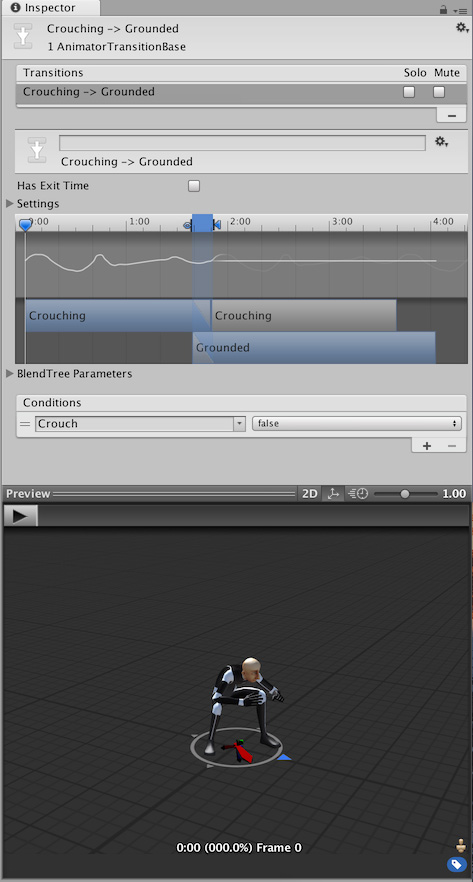 Inspector
Crouching -> Grounded
1 AnimatorTransitionBase
Transitions Solo Mute
Crouching -> Grounded
Crouching -> Grounded
Has Exit Time
Settings
0:00 1:00 2:00 3:00 4:00
Crouching Crouching
Grounded
BlendTree Parameters
Conditions
Crouch false
Preview 2D 1.00
0:00 (000.0%) Frame 0